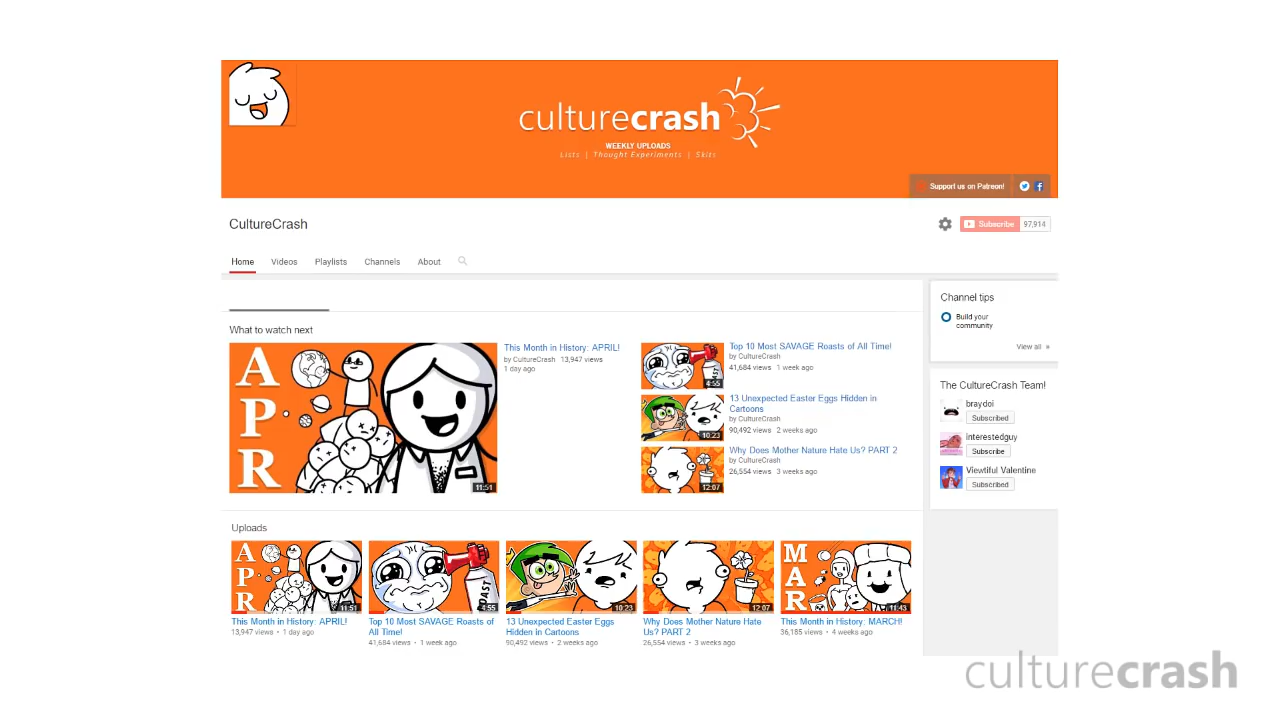 culturecrash
WEEKLY UPLOADS
Lists | Thought Experiments | Skits
Support us on Patreon!
CultureCrash
Subscribe 97,914
Home Videos Playlists Channels About
What to watch next
APR
11:51
This Month in History: APRIL!
by CultureCrash 13,947 views
1 day ago
PAST
4:55
Top 10 Most SAVAGE Roasts of All Time!
by CultureCrash
41,684 views 1 week ago
10:23
13 Unexpected Easter Eggs Hidden in
Cartoons
by CultureCrash
90,492 views 2 weeks ago
12:07
Why Does Mother Nature Hate Us? PART 2
by CultureCrash
26,554 views 3 weeks ago
Channel tips
Build your
community
View all »
The CultureCrash Team!
braydoi
Subscribed
Interestedguy
Subscribe
Viewtiful Valentine
Subscribed
Uploads
APR
11:51
This Month in History: APRIL!
13,947 views • 1 day ago
PAST
4:55
Top 10 Most SAVAGE Roasts of
All Time!
41,684 views • 1 week ago
10:23
13 Unexpected Easter Eggs
Hidden in Cartoons
90,492 views • 2 weeks ago
12:07
Why Does Mother Nature Hate
Us? PART 2
26,554 views • 3 weeks ago
MAR
11:43
This Month in History: MARCH!
36,185 views • 4 weeks ago
culturecrash